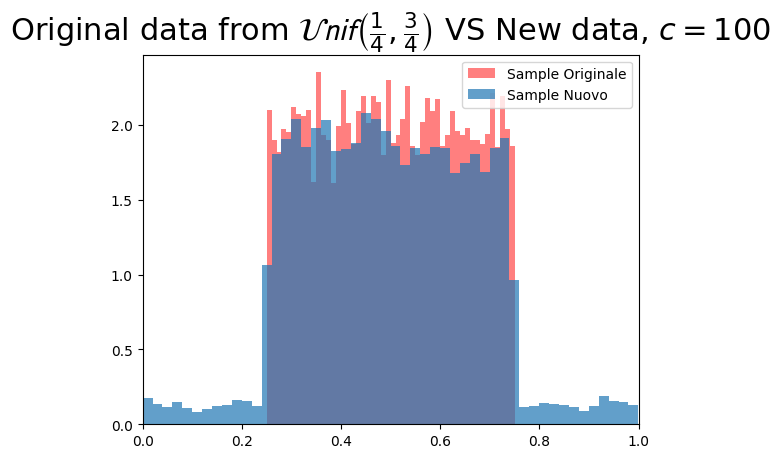 Original data from 𝒰nif(1/4, 3/4) VS New data, c = 100
Sample Originale
Sample Nuovo
2.0
1.5
1.0
0.5
0.0
0.0 0.2 0.4 0.6 0.8 1.0